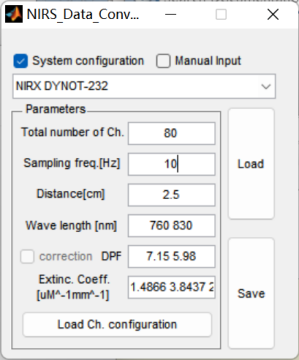 NIRS_Data_Conv...
System configuration Manual Input
NIRX DYNOT-232
Parameters
Total number of Ch. 80
Sampling freq.[Hz] 10
Distance[cm] 2.5
Wave length [nm] 760 830
correction DPF 7.15 5.98
Extinc. Coeff.
[uM^-1mm^-1] 1.4866 3.8437 2
Load Ch. configuration
Load
Save